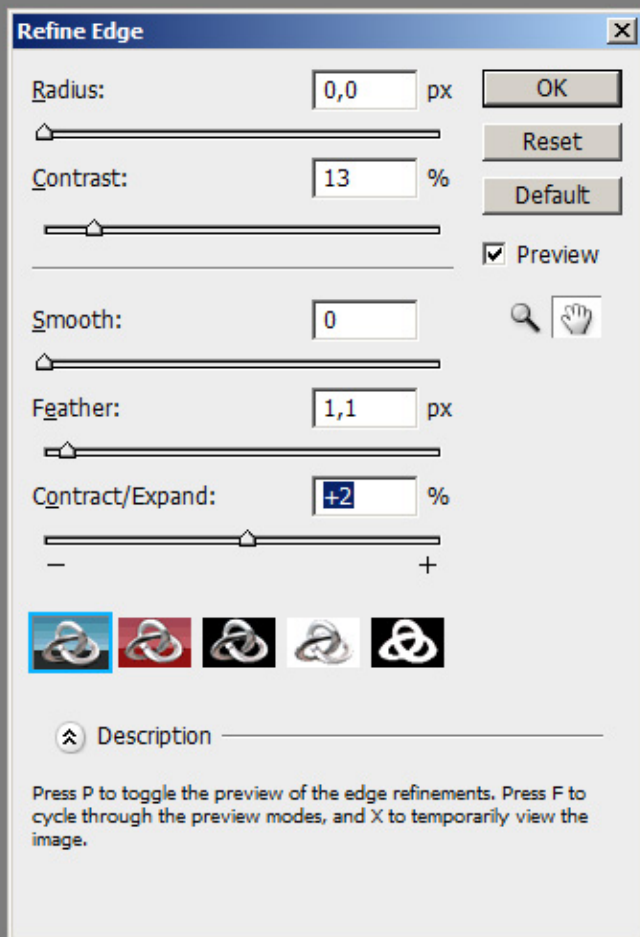 Refine Edge
Radius: 0,0 px
OK
Reset
Contrast: 13 %
Default
Preview
Smooth: 0
Feather: 1,1 px
Contract/Expand: +2 %
− +
Description
Press P to toggle the preview of the edge refinements. Press F to
cycle through the preview modes, and X to temporarily view the
image.